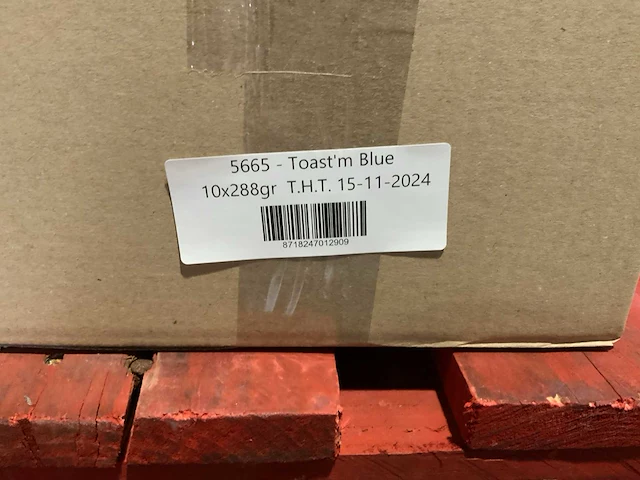 5665 - Toast'm Blue
10x288gr T.H.T. 15-11-2024
8718247012909